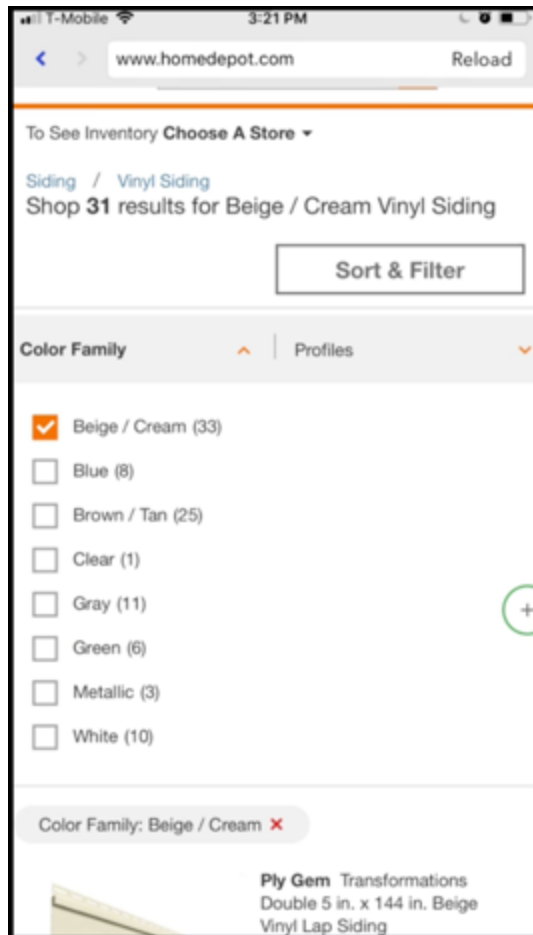 T-Mobile 3:21 PM
www.homedepot.com Reload
To See Inventory Choose A Store
Siding / Vinyl Siding
Shop 31 results for Beige / Cream Vinyl Siding
Sort & Filter
Color Family Profiles
Beige / Cream (33)
Blue (8)
Brown / Tan (25)
Clear (1)
Gray (11)
Green (6)
Metallic (3)
White (10)
Color Family: Beige / Cream
Ply Gem Transformations
Double 5 in. x 144 in. Beige
Vinyl Lap Siding